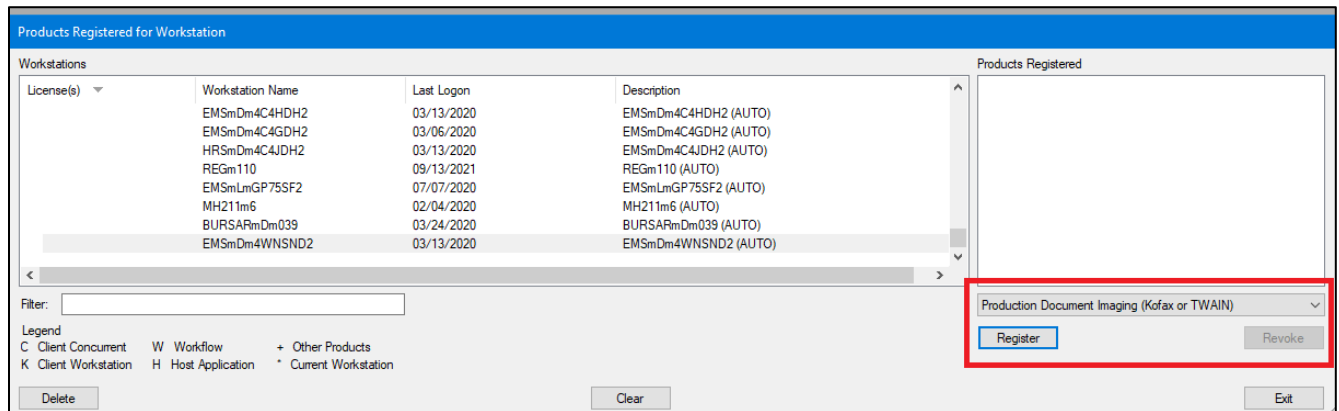 Products Registered for Workstation
Workstations
Products Registered
License(s) Workstation Name Last Logon Description
EMSmDm4C4HDH2 03/13/2020 EMSmDm4C4HDH2 (AUTO)
EMSmDm4C4GDH2 03/06/2020 EMSmDm4C4GDH2 (AUTO)
HRSmDm4C4JDH2 03/13/2020 EMSmDm4C4JDH2 (AUTO)
REGm110 09/13/2021 REGm110 (AUTO)
EMSmLmGP75SF2 07/07/2020 EMSmLmGP75SF2 (AUTO)
MH211m6 02/04/2020 MH211m6 (AUTO)
BURSARmDm039 03/24/2020 BURSARmDm039 (AUTO)
EMSmDm4WNSND2 03/13/2020 EMSmDm4WNSND2 (AUTO)
Filter:
Production Document Imaging (Kofax or TWAIN)
Legend
C Client Concurrent W Workflow + Other Products
K Client Workstation H Host Application * Current Workstation
Register Revoke
Delete Clear Exit